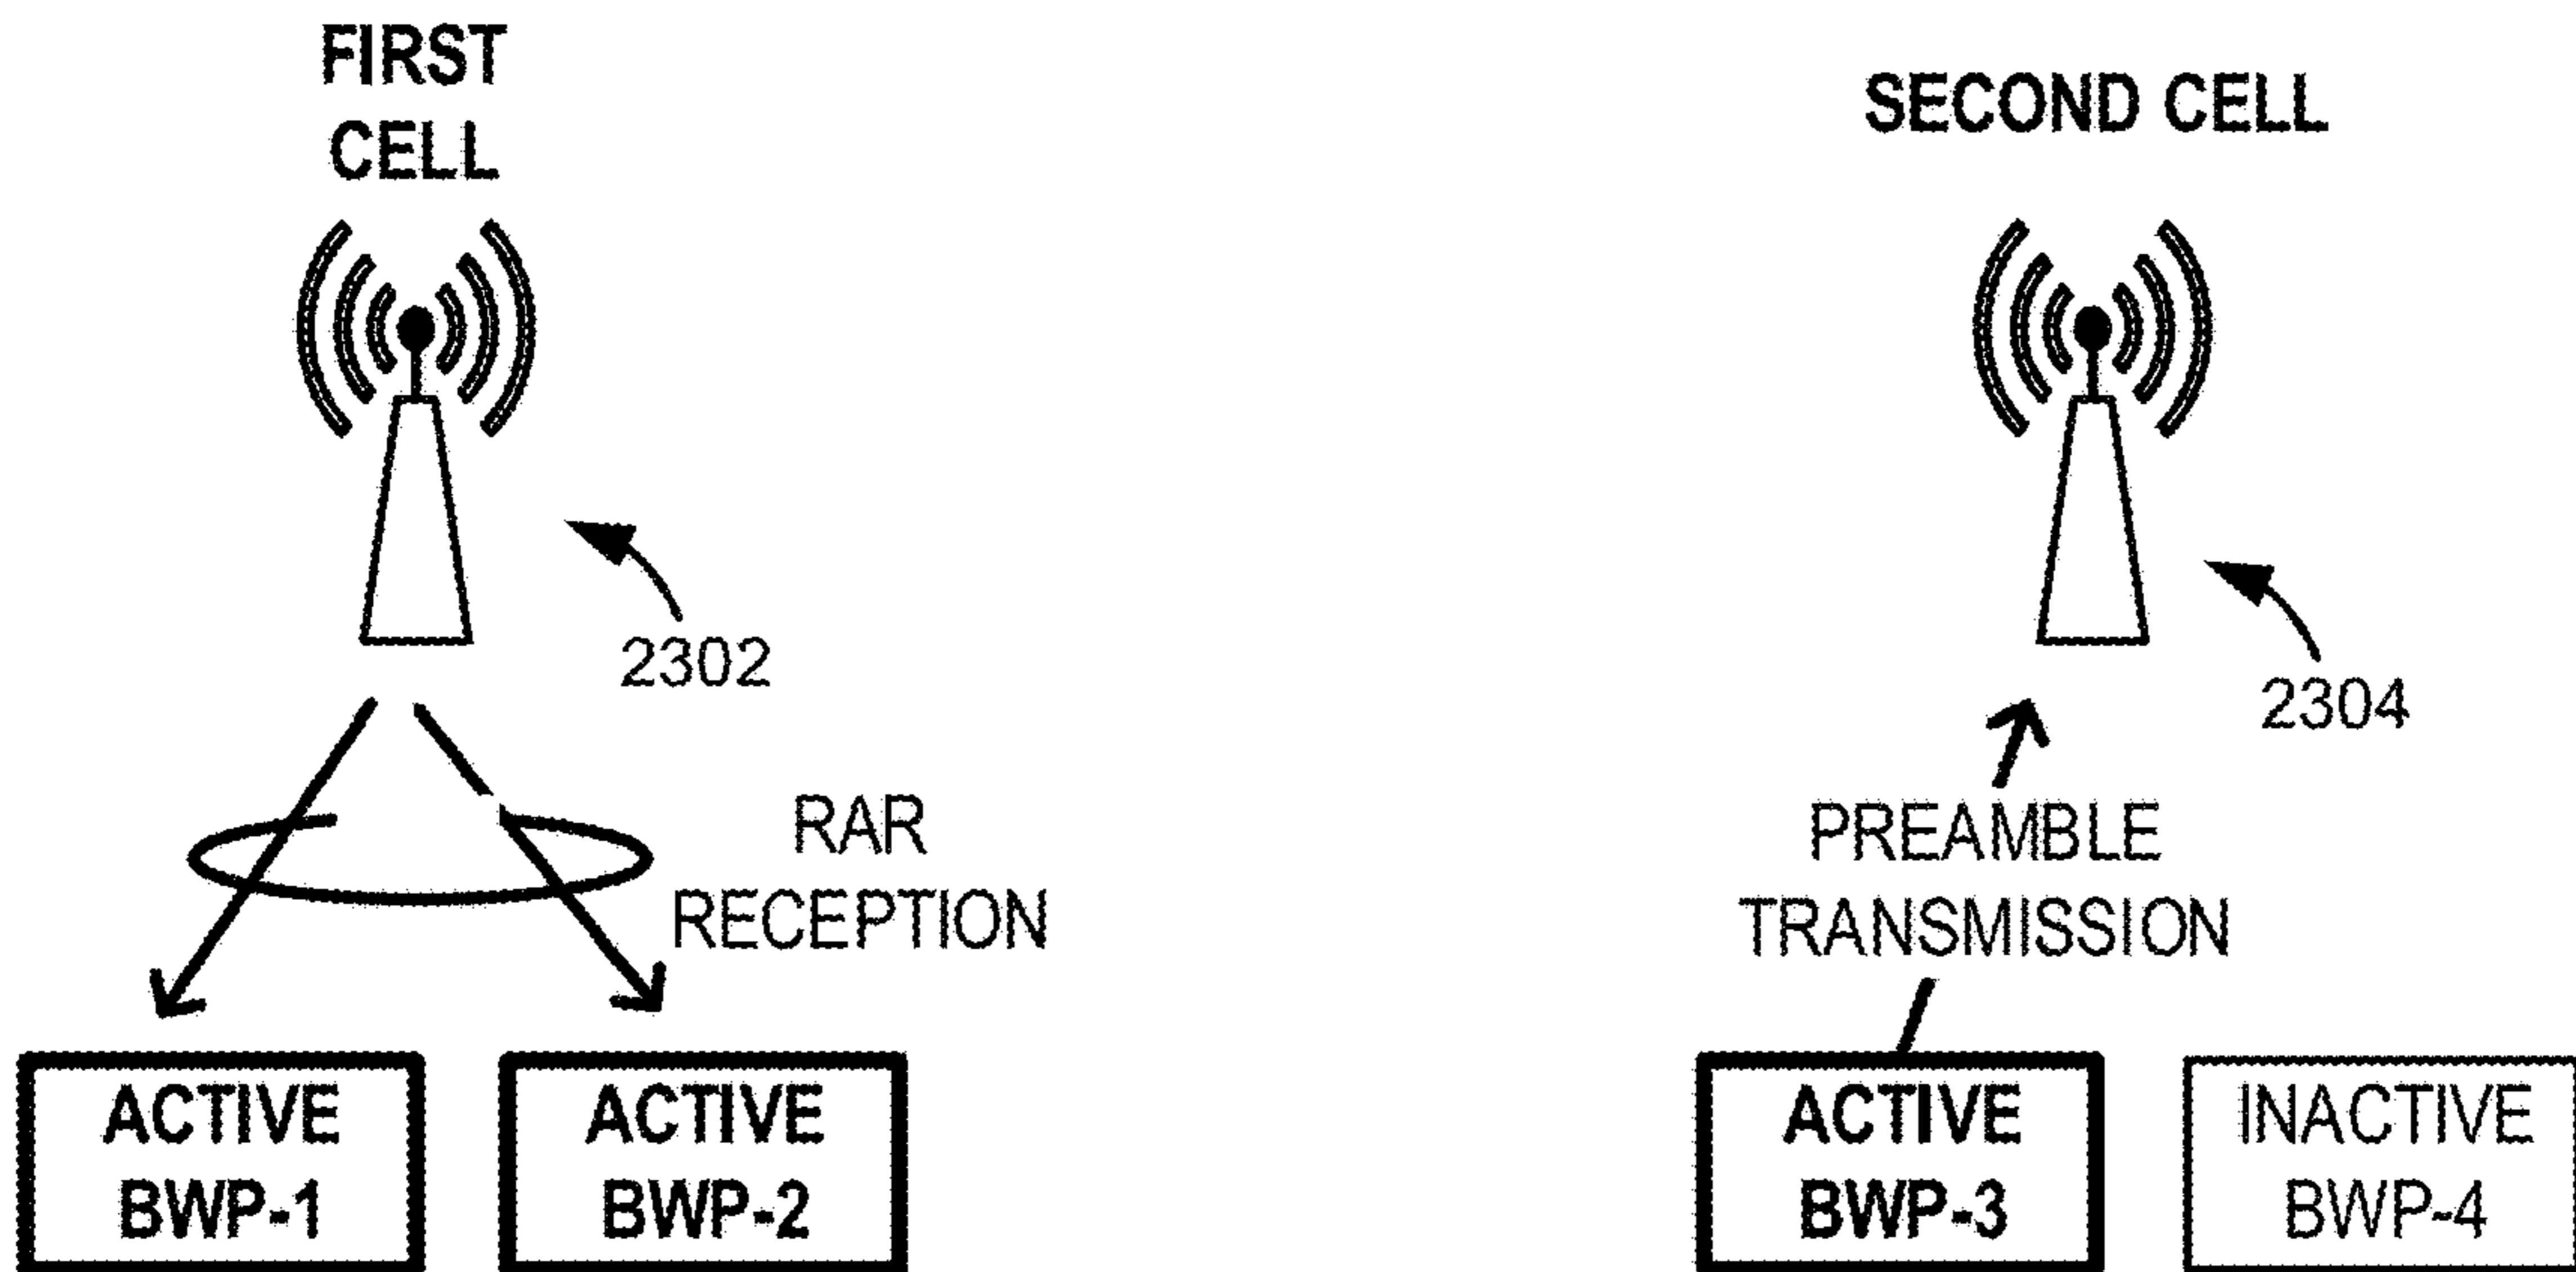 FIRST
CELL
SECOND CELL
2302
2304
RAR
RECEPTION
PREAMBLE
TRANSMISSION
ACTIVE
BWP-1
ACTIVE
BWP-2
ACTIVE
BWP-3
INACTIVE
BWP-4